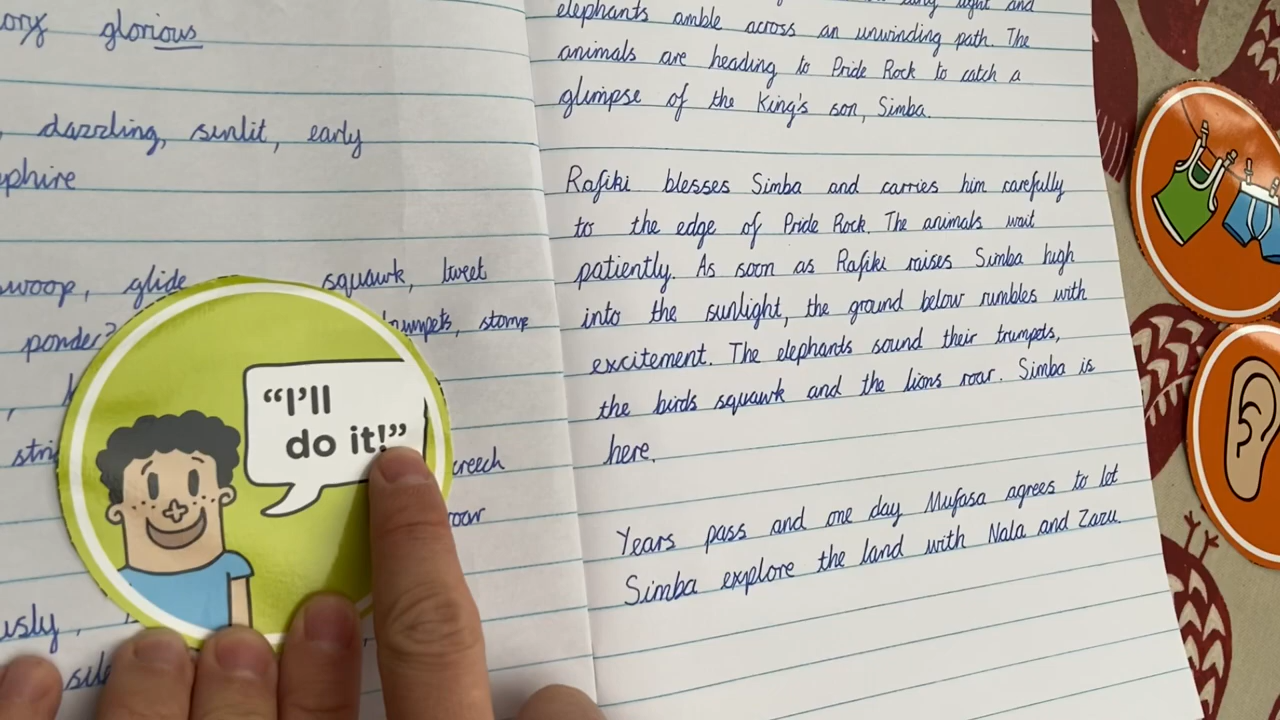 glorious
dazzling, sunlit, early
glide squawk, tweet
ponder? trumpets, stomp
"I'll
do it!"
elephants amble across an unwinding path. The
animals are heading to Pride Rock to catch a
glimpse of the King's son, Simba.
Rafiki blesses Simba and carries him carefully
to the edge of Pride Rock. The animals wait
patiently. As soon as Rafiki raises Simba high
into the sunlight, the ground below rumbles with
excitement. The elephants sound their trumpets,
the birds squawk and the lions roar. Simba is
here.
Years pass and one day Mufasa agrees to let
Simba explore the land with Nala and Zazu.